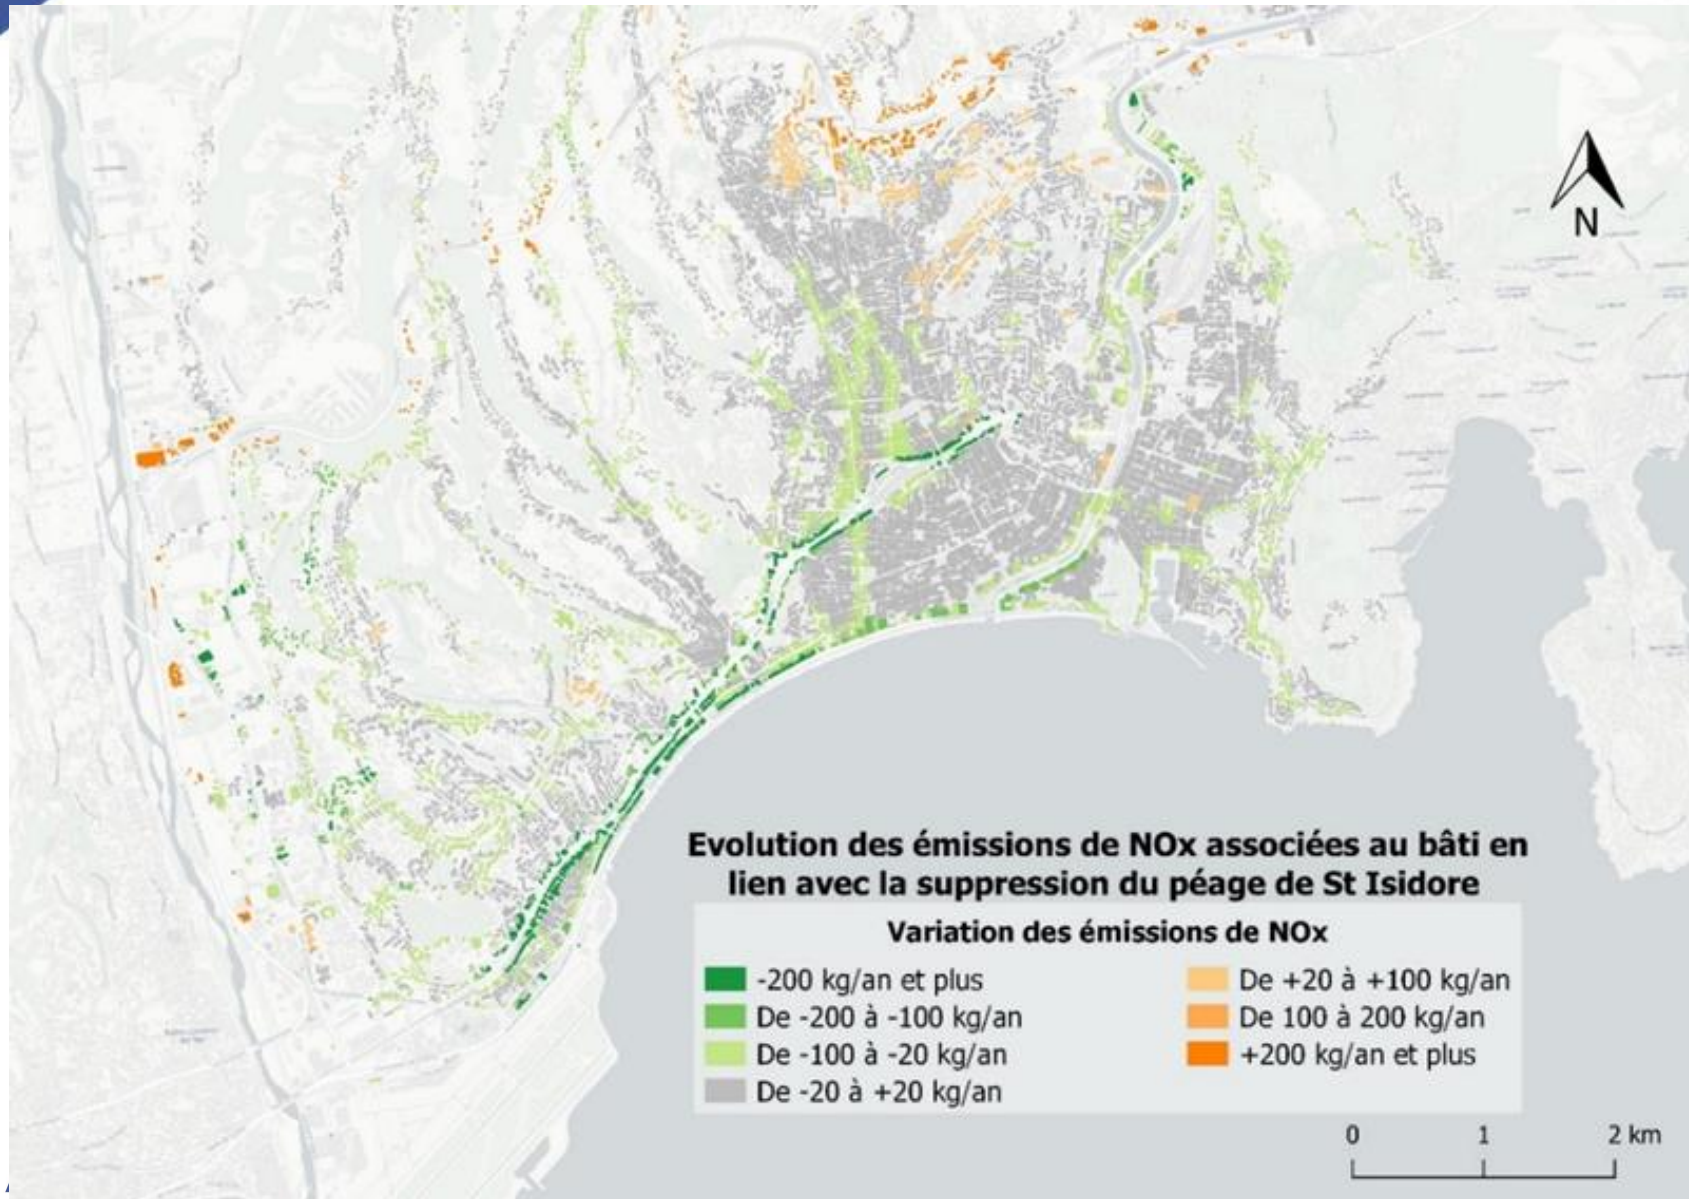 N
Evolution des émissions de NOx associées au bâti en
lien avec la suppression du péage de St Isidore
Variation des émissions de NOx
-200 kg/an et plus
De -200 à -100 kg/an
De -100 à -20 kg/an
De -20 à +20 kg/an
De +20 à +100 kg/an
De 100 à 200 kg/an
+200 kg/an et plus
0 1 2 km